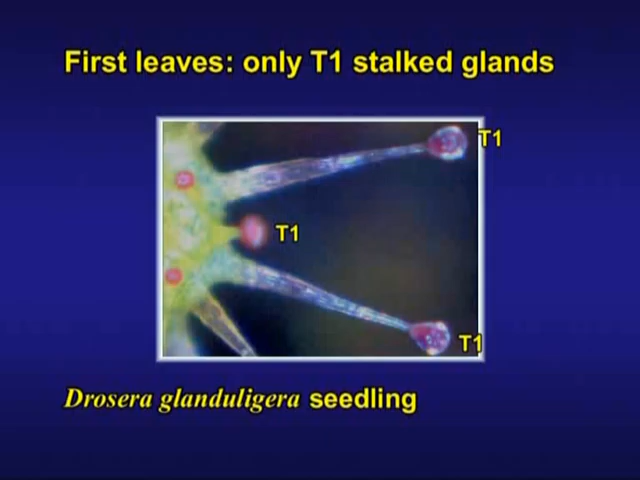 First leaves: only T1 stalked glands
T1
T1
T1
Drosera glanduligera seedling